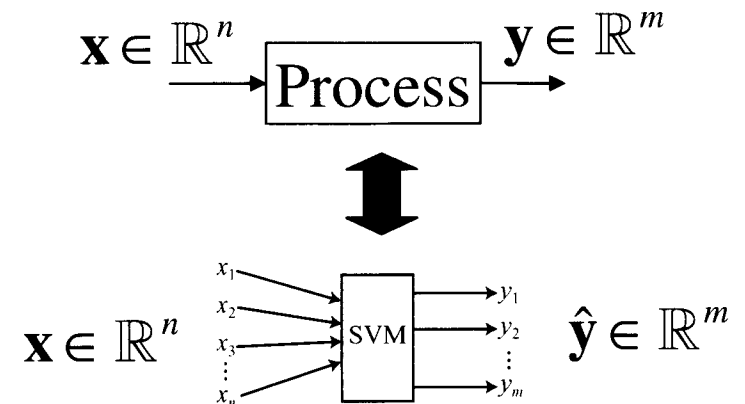 𝐱 ∈ ℝⁿ
Process
𝐲 ∈ ℝᵐ
x₁
x₂
x₃
⋮
xₙ
𝐱 ∈ ℝⁿ
SVM
y₁
y₂
⋮
yₘ
𝐲̂ ∈ ℝᵐ